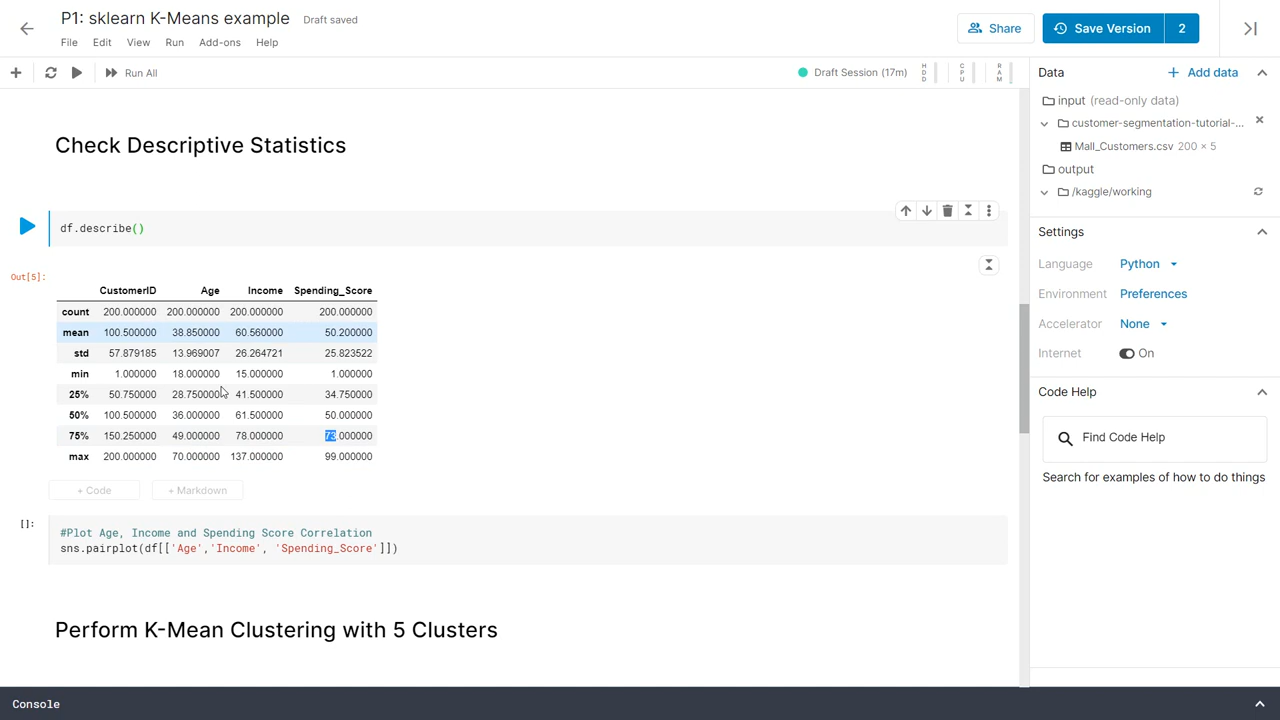 P1: sklearn K-Means example Draft saved
File Edit View Run Add-ons Help
Share
Save Version 2
Run All
Draft Session (17m)
HDD
CPU
RAM
Check Descriptive Statistics
df.describe()
Out[5]:
CustomerID Age Income Spending_Score
count 200.000000 200.000000 200.000000 200.000000
mean 100.500000 38.850000 60.560000 50.200000
std 57.879185 13.969007 26.264721 25.823522
min 1.000000 18.000000 15.000000 1.000000
25% 50.750000 28.750000 41.500000 34.750000
50% 100.500000 36.000000 61.500000 50.000000
75% 150.250000 49.000000 78.000000 73.000000
max 200.000000 70.000000 137.000000 99.000000
+ Code + Markdown
[]:
#Plot Age, Income and Spending Score Correlation
sns.pairplot(df[['Age','Income', 'Spending_Score']])
Perform K-Mean Clustering with 5 Clusters
Data
+ Add data
input (read-only data)
customer-segmentation-tutorial-...
Mall_Customers.csv 200 × 5
output
/kaggle/working
Settings
Language Python
Environment Preferences
Accelerator None
Internet On
Code Help
Find Code Help
Search for examples of how to do things
Console